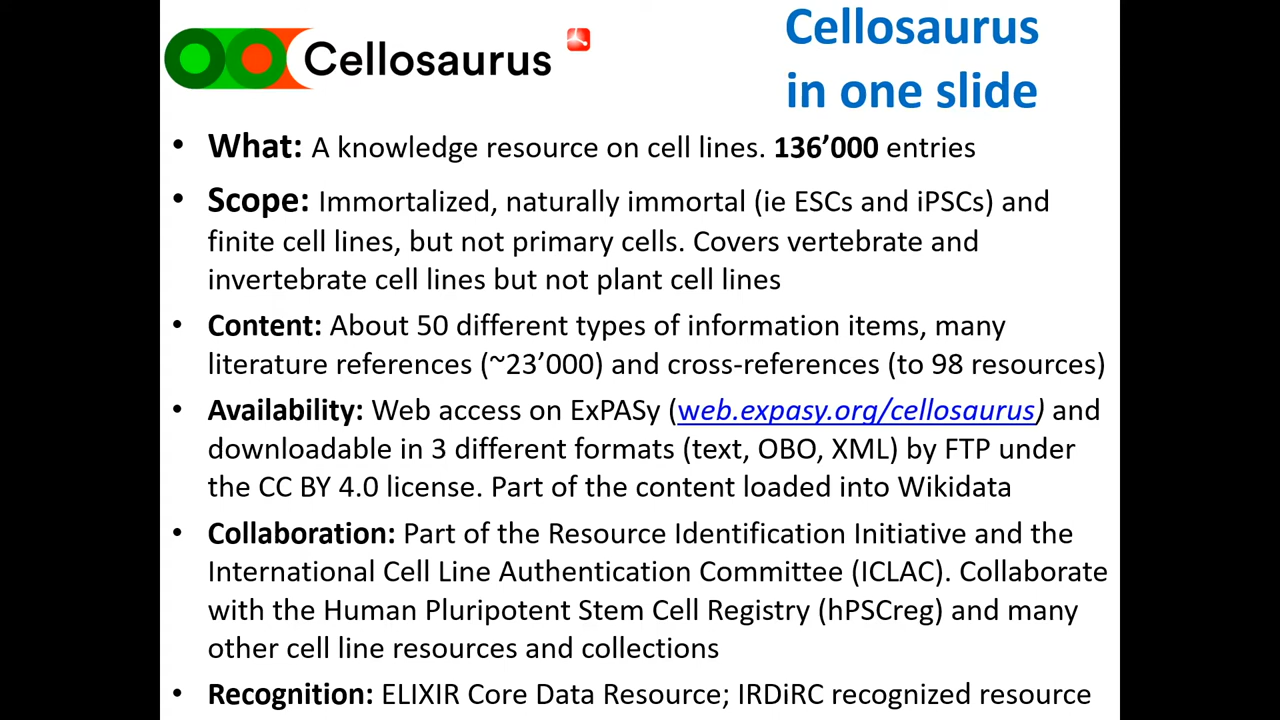 Cellosaurus
Cellosaurus
in one slide
• What: A knowledge resource on cell lines. 136’000 entries
• Scope: Immortalized, naturally immortal (ie ESCs and iPSCs) and
finite cell lines, but not primary cells. Covers vertebrate and
invertebrate cell lines but not plant cell lines
• Content: About 50 different types of information items, many
literature references (~23’000) and cross-references (to 98 resources)
• Availability: Web access on ExPASy (web.expasy.org/cellosaurus) and
downloadable in 3 different formats (text, OBO, XML) by FTP under
the CC BY 4.0 license. Part of the content loaded into Wikidata
• Collaboration: Part of the Resource Identification Initiative and the
International Cell Line Authentication Committee (ICLAC). Collaborate
with the Human Pluripotent Stem Cell Registry (hPSCreg) and many
other cell line resources and collections
• Recognition: ELIXIR Core Data Resource; IRDiRC recognized resource